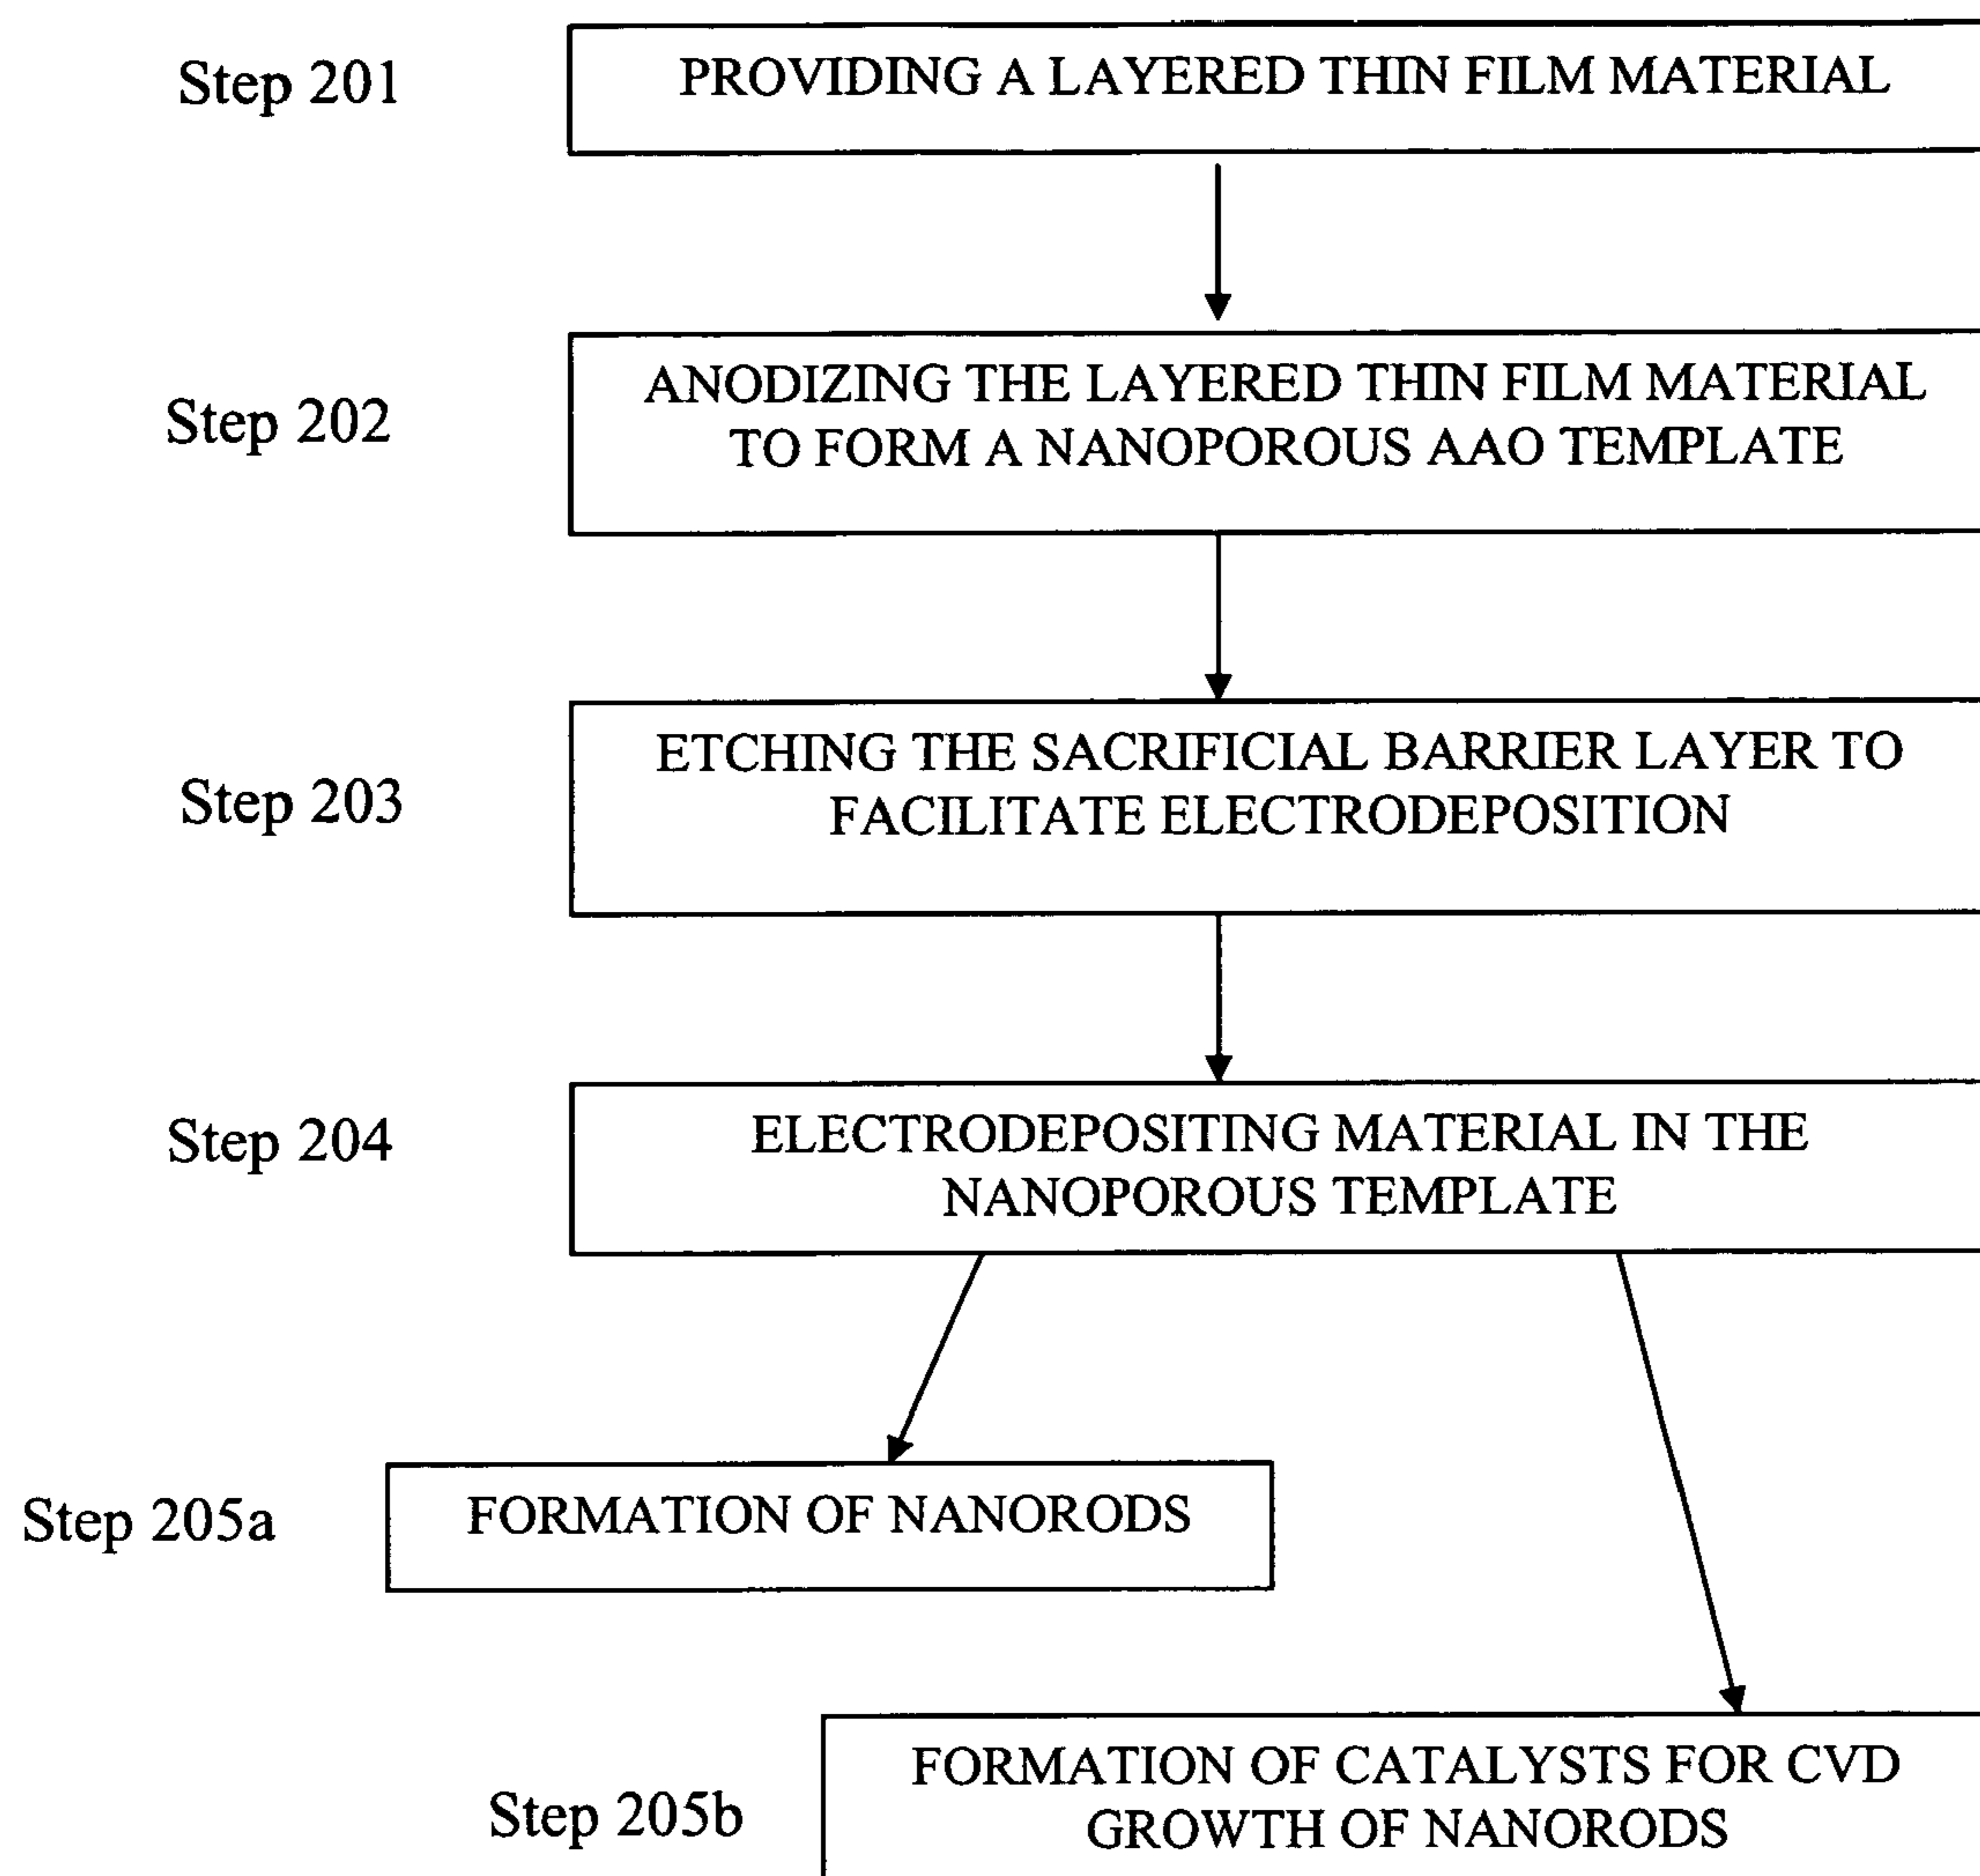 Step 201
PROVIDING A LAYERED THIN FILM MATERIAL
Step 202
ANODIZING THE LAYERED THIN FILM MATERIAL
TO FORM A NANOPOROUS AAO TEMPLATE
Step 203
ETCHING THE SACRIFICIAL BARRIER LAYER TO
FACILITATE ELECTRODEPOSITION
Step 204
ELECTRODEPOSITING MATERIAL IN THE
NANOPOROUS TEMPLATE
Step 205a
FORMATION OF NANORODS
Step 205b
FORMATION OF CATALYSTS FOR CVD
GROWTH OF NANORODS